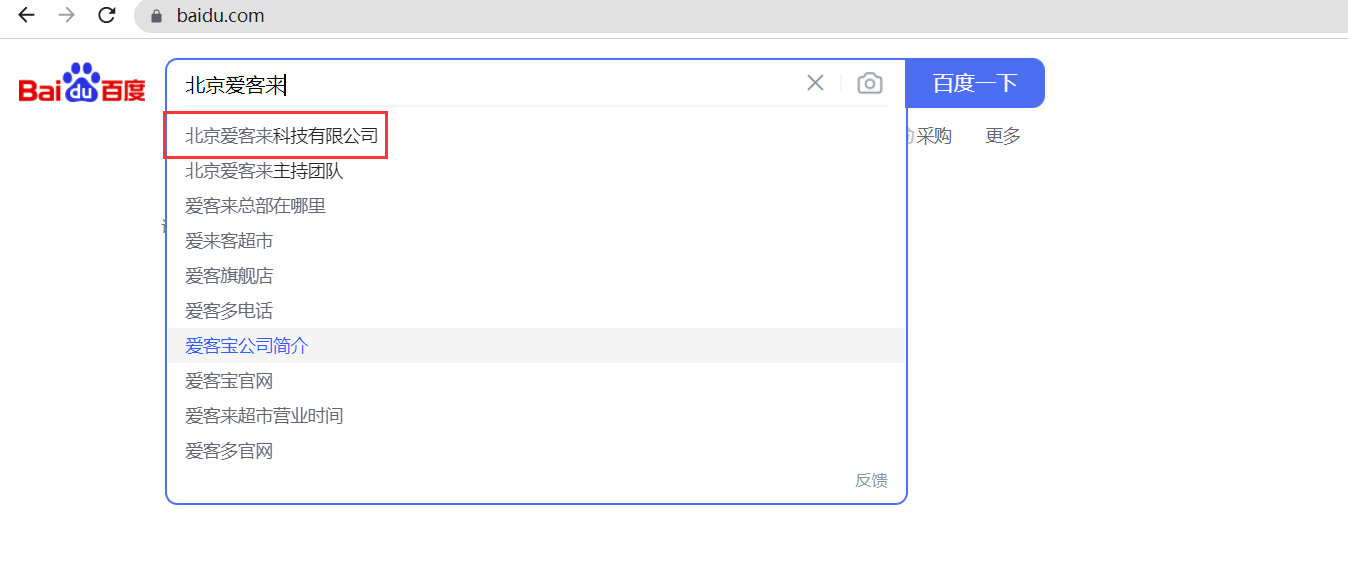 baidu.com
Bai du 百度
北京爱客来
百度一下
采购 更多
北京爱客来科技有限公司
北京爱客来主持团队
爱客来总部在哪里
爱来客超市
爱客旗舰店
爱客多电话
爱客宝公司简介
爱客宝官网
爱客来超市营业时间
爱客多官网
反馈